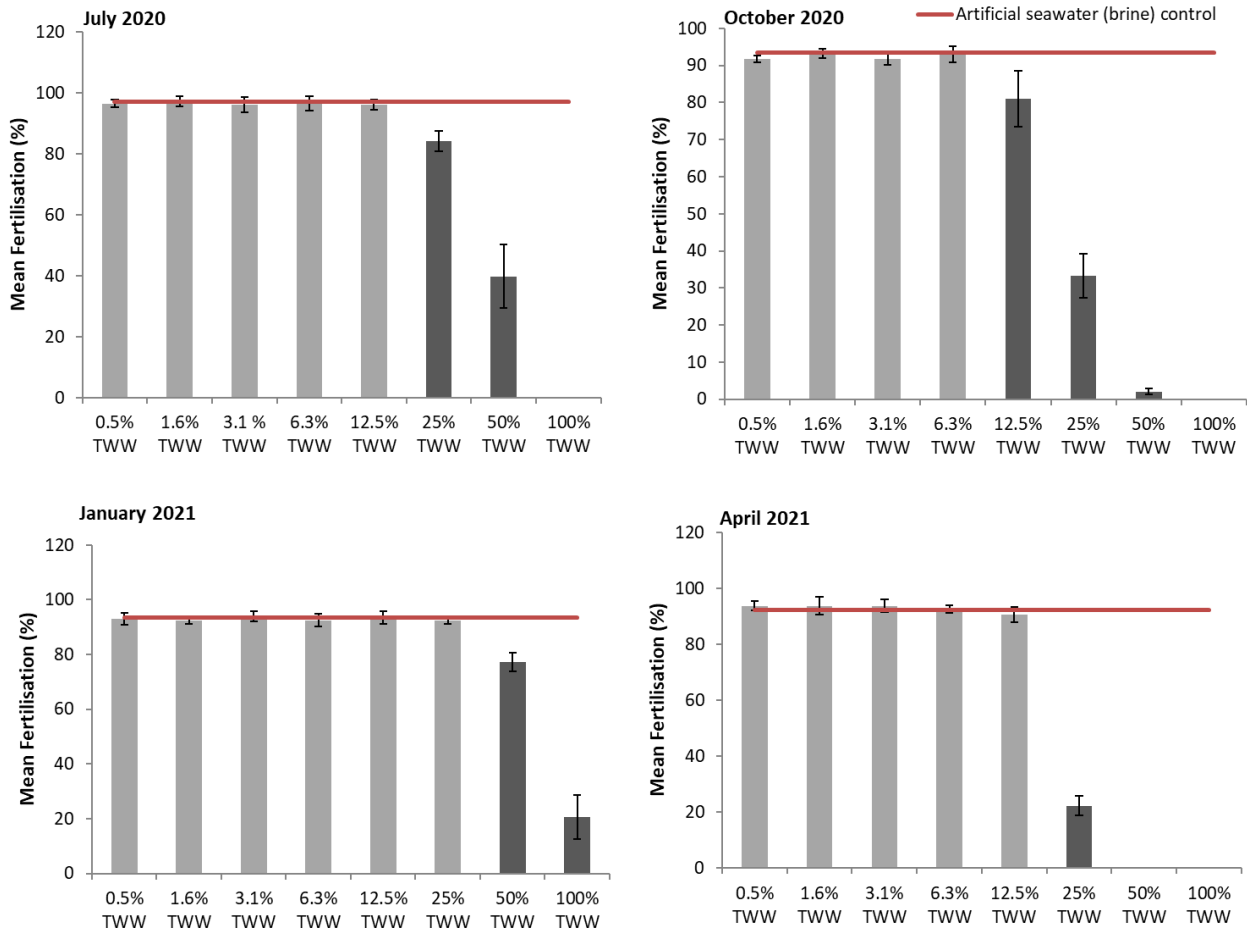 July 2020
Mean Fertilisation (%)
120
100
80
60
40
20
0
0.5% 1.6% 3.1 % 6.3% 12.5% 25% 50% 100%
TWW TWW TWW TWW TWW TWW TWW TWW
October 2020
Artificial seawater (brine) control
Mean Fertilisation (%)
100
90
80
70
60
50
40
30
20
10
0
0.5% 1.6% 3.1% 6.3% 12.5% 25% 50% 100%
TWW TWW TWW TWW TWW TWW TWW TWW
January 2021
Mean Fertilisation (%)
120
100
80
60
40
20
0
0.5% 1.6% 3.1% 6.3% 12.5% 25% 50% 100%
TWW TWW TWW TWW TWW TWW TWW TWW
April 2021
Mean Fertilisation (%)
120
100
80
60
40
20
0
0.5% 1.6% 3.1% 6.3% 12.5% 25% 50% 100%
TWW TWW TWW TWW TWW TWW TWW TWW